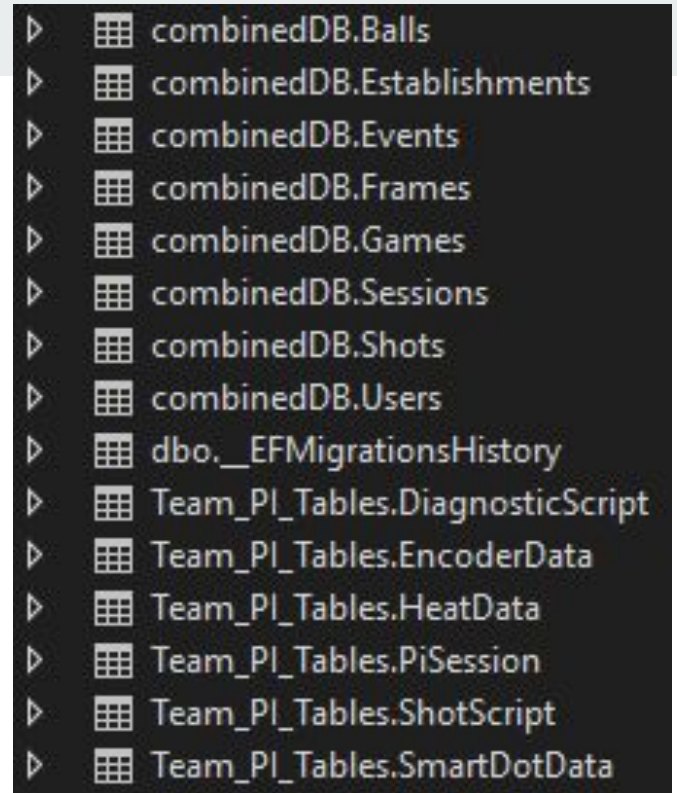 combinedDB.Balls
combinedDB.Establishments
combinedDB.Events
combinedDB.Frames
combinedDB.Games
combinedDB.Sessions
combinedDB.Shots
combinedDB.Users
dbo.__EFMigrationsHistory
Team_PI_Tables.DiagnosticScript
Team_PI_Tables.EncoderData
Team_PI_Tables.HeatData
Team_PI_Tables.PiSession
Team_PI_Tables.ShotScript
Team_PI_Tables.SmartDotData